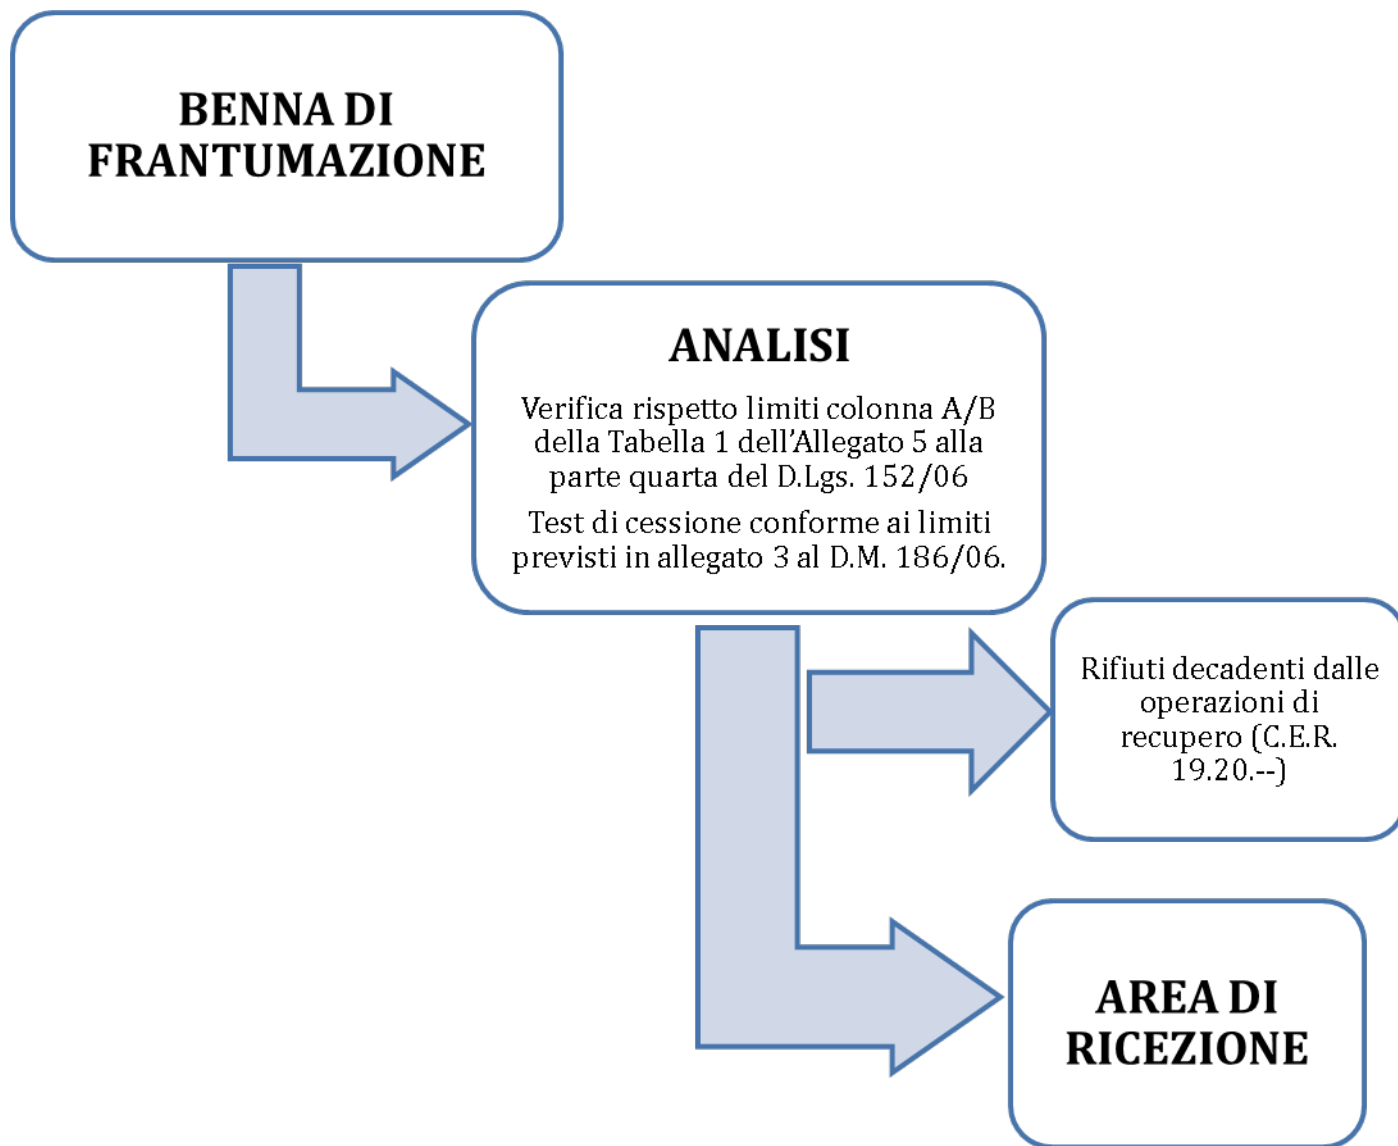 BENNA DI
FRANTUMAZIONE
ANALISI
Verifica rispetto limiti colonna A/B
della Tabella 1 dell'Allegato 5 alla
parte quarta del D.Lgs. 152/06
Test di cessione conforme ai limiti
previsti in allegato 3 al D.M. 186/06.
Rifiuti decadenti dalle
operazioni di
recupero (C.E.R.
19.20.--)
AREA DI
RICEZIONE